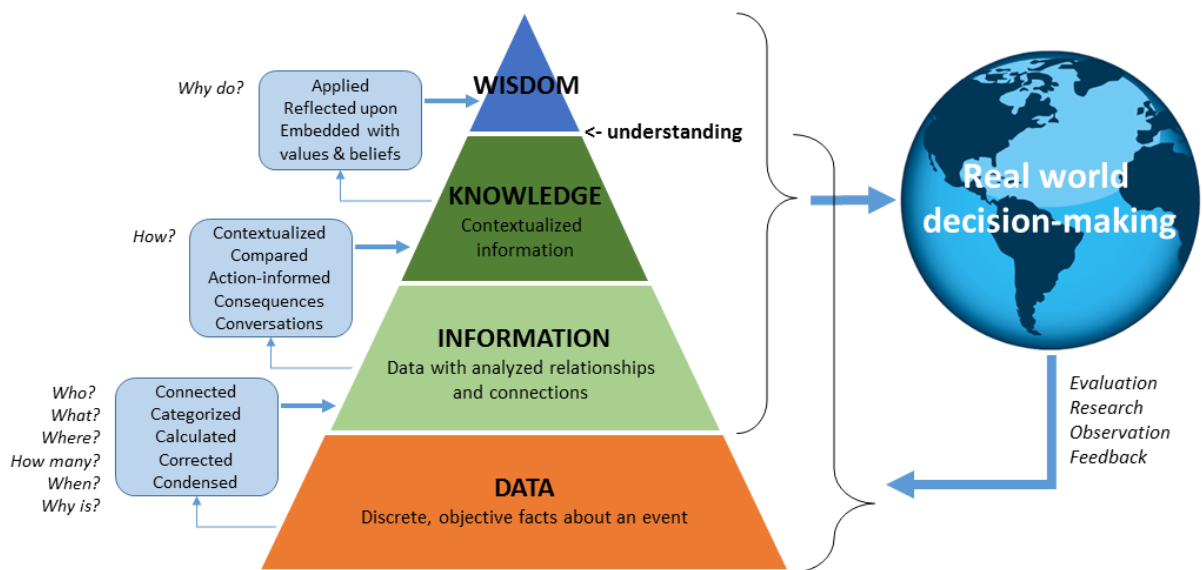 Why do?
Applied
Reflected upon
Embedded with
values & beliefs
WISDOM
<- understanding
KNOWLEDGE
Contextualized
information
How?
Contextualized
Compared
Action-informed
Consequences
Conversations
INFORMATION
Data with analyzed relationships
and connections
Who?
What?
Where?
How many?
When?
Why is?
Connected
Categorized
Calculated
Corrected
Condensed
DATA
Discrete, objective facts about an event
Real world
decision-making
Evaluation
Research
Observation
Feedback